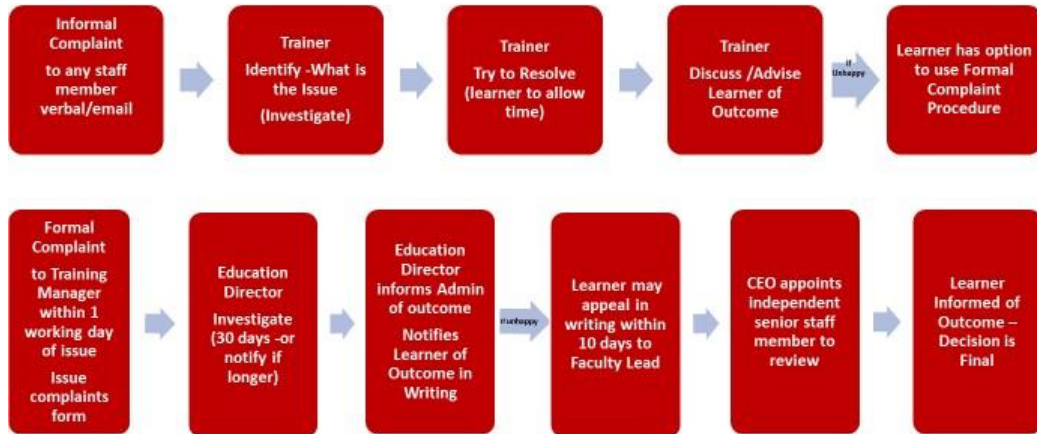 Informal
Complaint
to any staff
member
verbal/email
Trainer
Identify -What is
the Issue
(Investigate)
Trainer
Try to Resolve
(learner to allow
time)
Trainer
Discuss /Advise
Learner of
Outcome
if
Unhappy
Learner has option
to use Formal
Complaint
Procedure
Formal
Complaint
to Training
Manager
within 1
working day
of issue
Issue
complaints
form
Education
Director
Investigate
(30 days -or
notify if
longer)
Education
Director
informs Admin
of outcome
Notifies
Learner of
Outcome in
Writing
if unhappy
Learner may
appeal in
writing within
10 days to
Faculty Lead
CEO appoints
independent
senior staff
member to
review
Learner
Informed of
Outcome –
Decision is
Final